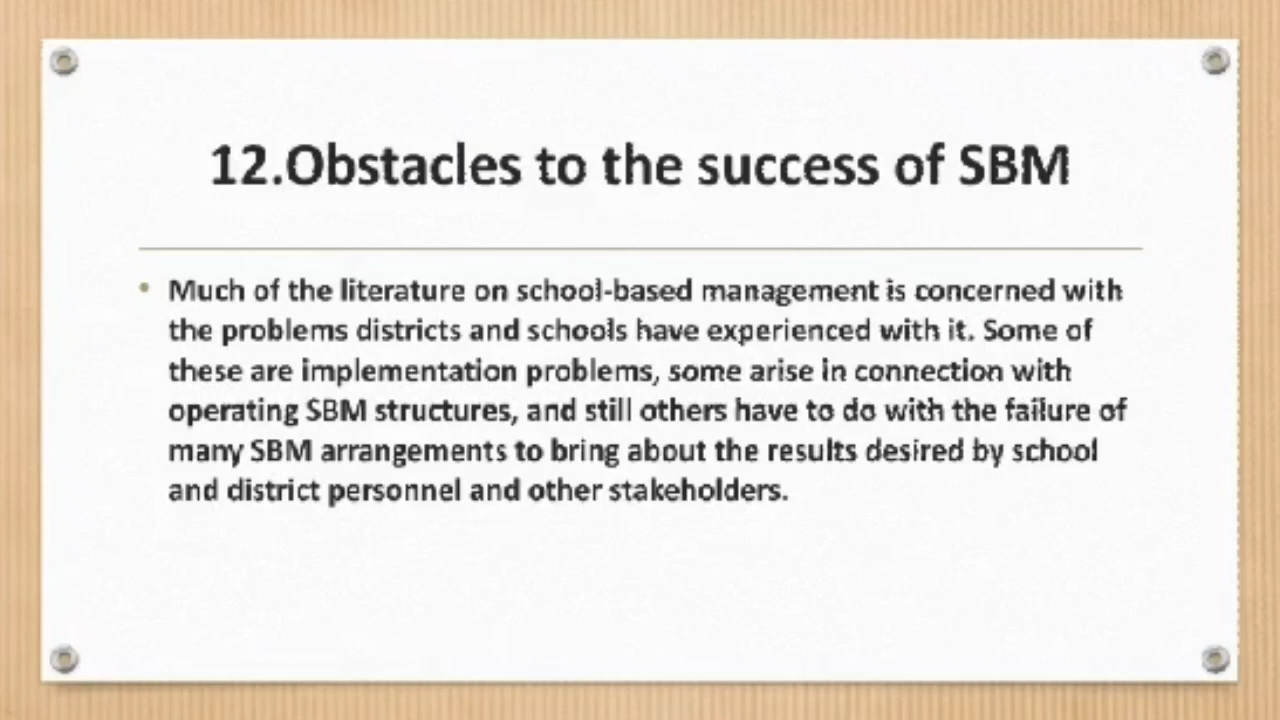 12.Obstacles to the success of SBM
• Much of the literature on school-based management is concerned with
the problems districts and schools have experienced with it. Some of
these are implementation problems, some arise in connection with
operating SBM structures, and still others have to do with the failure of
many SBM arrangements to bring about the results desired by school
and district personnel and other stakeholders.